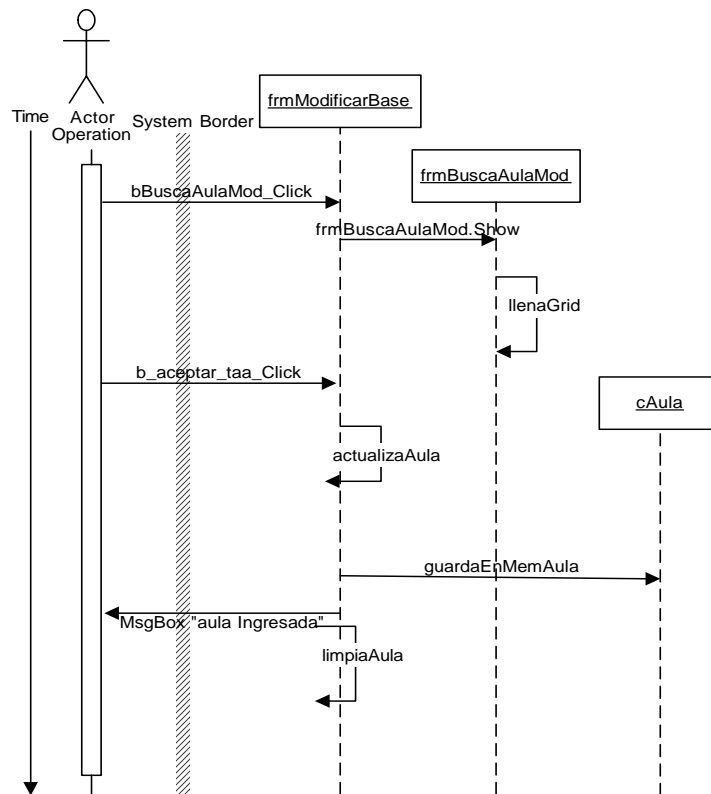 frmModificarBase
Time
Actor
Operation
System Border
frmBuscaAulaMod
bBuscaAulaMod_Click
frmBuscaAulaMod.Show
llenaGrid
b_aceptar_taa_Click
cAula
actualizaAula
guardaEnMemAula
MsgBox "aula Ingresada"
limpiaAula